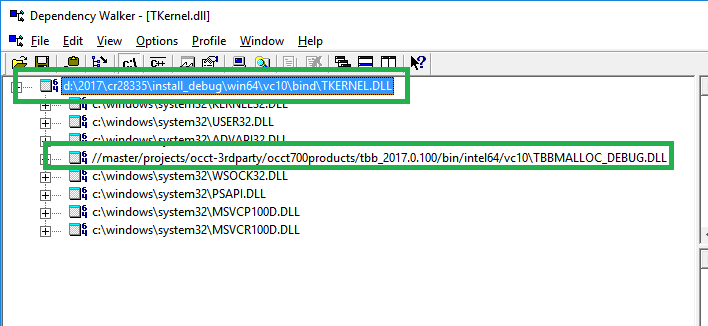 Dependency Walker - [TKernel.dll]
File Edit View Options Profile Window Help
c:\ C++
d:\2017\cr28335\install_debug\win64\vc10\bind\TKERNEL.DLL
c:\windows\system32\KERNEL32.DLL
c:\windows\system32\USER32.DLL
c:\windows\system32\ADVAPI32.DLL
//master/projects/occt-3rdparty/occt700products/tbb_2017.0.100/bin/intel64/vc10\TBBMALLOC_DEBUG.DLL
c:\windows\system32\WSOCK32.DLL
c:\windows\system32\PSAPI.DLL
c:\windows\system32\MSVCP100D.DLL
c:\windows\system32\MSVCR100D.DLL